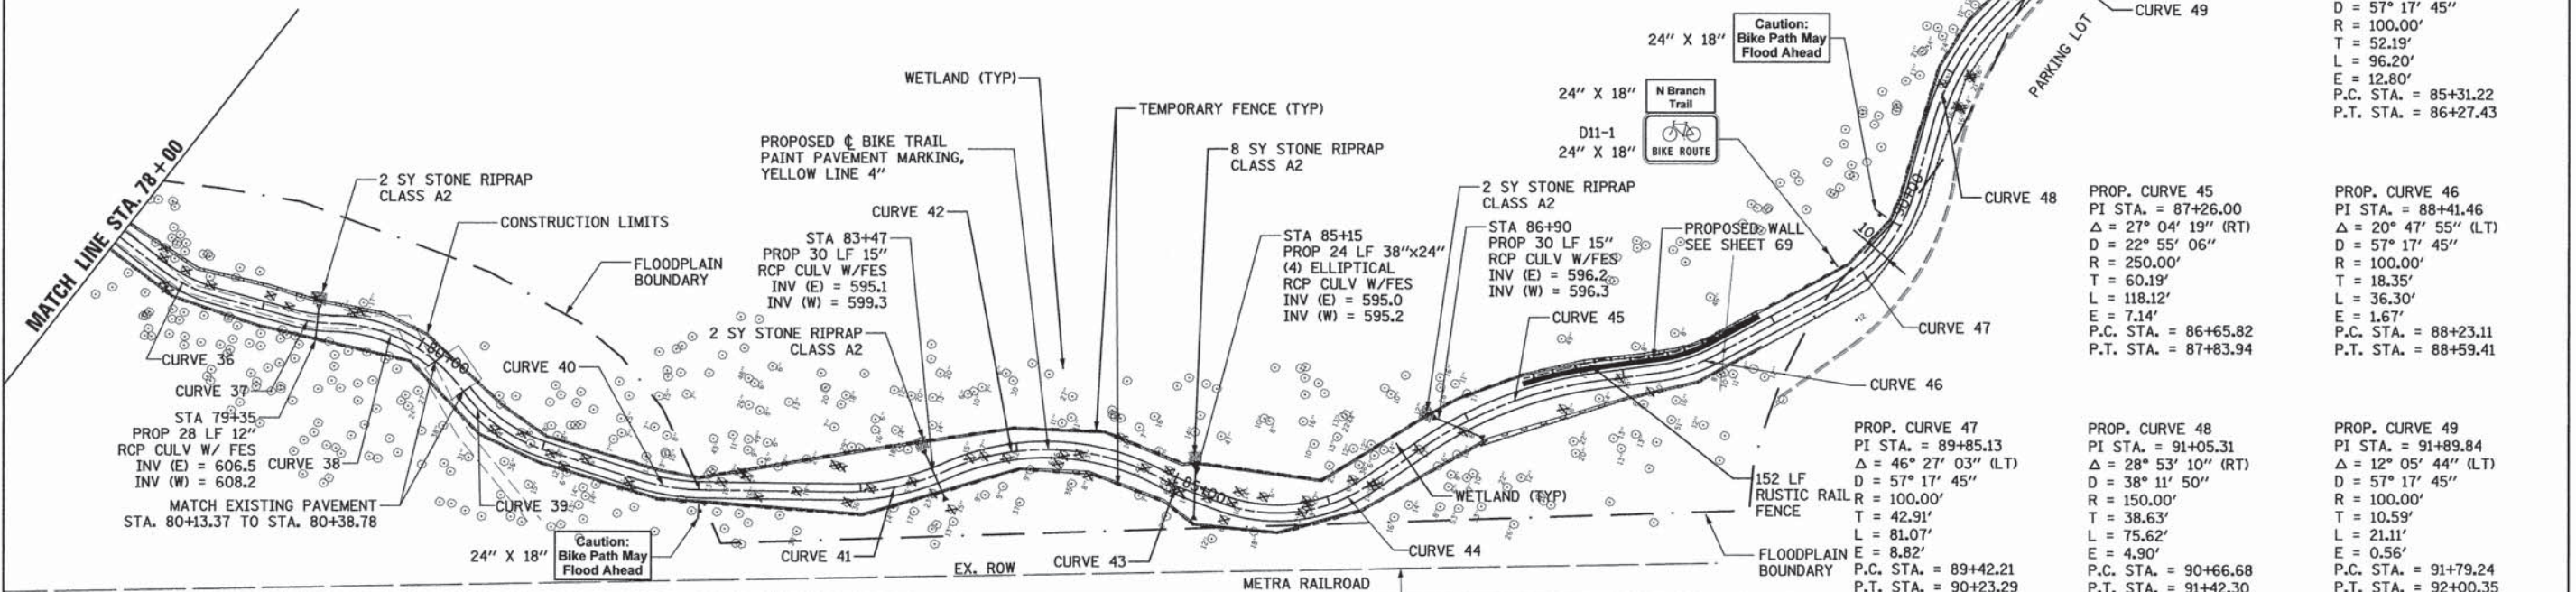 MATCH LINE STA. 78+00
2 SY STONE RIPRAP
CLASS A2
CONSTRUCTION LIMITS
FLOODPLAIN
BOUNDARY
CURVE 36
CURVE 37
STA 79+35
PROP 28 LF 12"
RCP CULV W/ FES
INV (E) = 606.5
INV (W) = 608.2
CURVE 38
MATCH EXISTING PAVEMENT
STA. 80+13.37 TO STA. 80+38.78
80+00
CURVE 39
CURVE 40
24" X 18"
Caution:
Bike Path May
Flood Ahead
WETLAND (TYP)
TEMPORARY FENCE (TYP)
PROPOSED ℄ BIKE TRAIL
PAINT PAVEMENT MARKING,
YELLOW LINE 4"
8 SY STONE RIPRAP
CLASS A2
CURVE 42
STA 83+47
PROP 30 LF 15"
RCP CULV W/FES
INV (E) = 595.1
INV (W) = 599.3
2 SY STONE RIPRAP
CLASS A2
STA 85+15
PROP 24 LF 38"x24"
(4) ELLIPTICAL
RCP CULV W/FES
INV (E) = 595.0
INV (W) = 595.2
85+00
CURVE 41
EX. ROW
CURVE 43
METRA RAILROAD
CURVE 44
2 SY STONE RIPRAP
CLASS A2
STA 86+90
PROP 30 LF 15"
RCP CULV W/FES
INV (E) = 596.2
INV (W) = 596.3
CURVE 45
WETLAND (TYP)
PROPOSED WALL
SEE SHEET 69
24" X 18"
Caution:
Bike Path May
Flood Ahead
24" X 18"
N Branch
Trail
D11-1
24" X 18"
BIKE ROUTE
10
90+00
PARKING LOT
CURVE 49
CURVE 48
CURVE 47
CURVE 46
152 LF
RUSTIC RAIL
FENCE
FLOODPLAIN
BOUNDARY
D = 57° 17' 45"
R = 100.00'
T = 52.19'
L = 96.20'
E = 12.80'
P.C. STA. = 85+31.22
P.T. STA. = 86+27.43
PROP. CURVE 45
PI STA. = 87+26.00
Δ = 27° 04' 19" (RT)
D = 22° 55' 06"
R = 250.00'
T = 60.19'
L = 118.12'
E = 7.14'
P.C. STA. = 86+65.82
P.T. STA. = 87+83.94
PROP. CURVE 46
PI STA. = 88+41.46
Δ = 20° 47' 55" (LT)
D = 57° 17' 45"
R = 100.00'
T = 18.35'
L = 36.30'
E = 1.67'
P.C. STA. = 88+23.11
P.T. STA. = 88+59.41
PROP. CURVE 47
PI STA. = 89+85.13
Δ = 46° 27' 03" (LT)
D = 57° 17' 45"
R = 100.00'
T = 42.91'
L = 81.07'
E = 8.82'
P.C. STA. = 89+42.21
P.T. STA. = 90+23.29
PROP. CURVE 48
PI STA. = 91+05.31
Δ = 28° 53' 10" (RT)
D = 38° 11' 50"
R = 150.00'
T = 38.63'
L = 75.62'
E = 4.90'
P.C. STA. = 90+66.68
P.T. STA. = 91+42.30
PROP. CURVE 49
PI STA. = 91+89.84
Δ = 12° 05' 44" (LT)
D = 57° 17' 45"
R = 100.00'
T = 10.59'
L = 21.11'
E = 0.56'
P.C. STA. = 91+79.24
P.T. STA. = 92+00.35